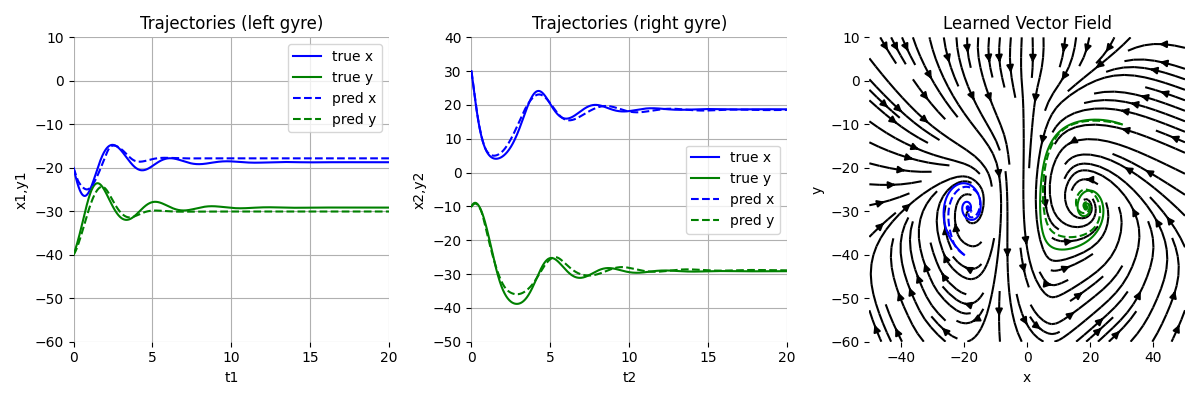 Trajectories (left gyre)
10
0
−10
−20
−30
−40
−50
−60
x1,y1
0
5
10
15
20
t1
true x
true y
pred x
pred y
Trajectories (right gyre)
40
30
20
10
0
−10
−20
−30
−40
−50
x2,y2
0
5
10
15
20
t2
true x
true y
pred x
pred y
Learned Vector Field
10
0
−10
−20
−30
−40
−50
−60
y
−40
−20
0
20
40
x